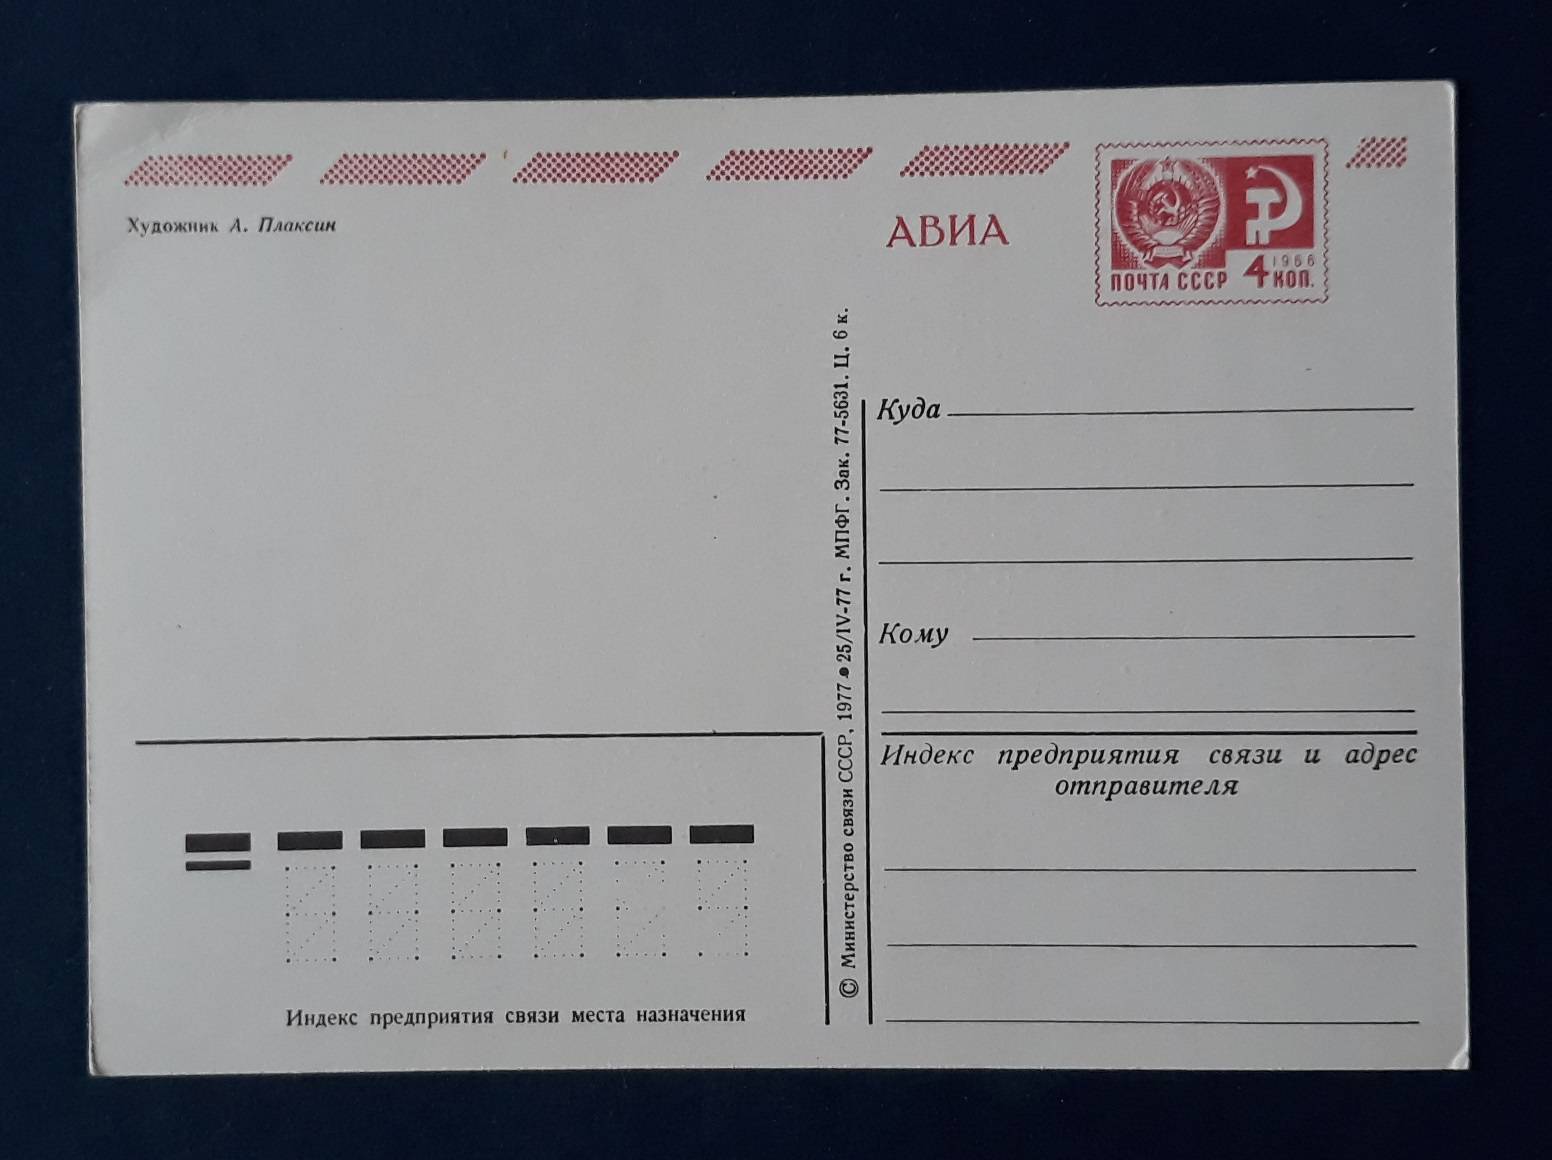 Художник А. Плаксин
АВИА
1966
ПОЧТА СССР 4 КОП.
Куда
Кому
Индекс предприятия связи и адрес
отправителя
© Министерство связи СССР, 1977 ● 25/IV-77 г. МПФГ. Зак. 77-5631. Ц. 6 к.
Индекс предприятия связи места назначения